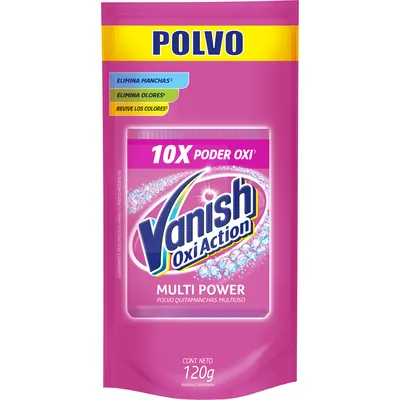 POLVO
ELIMINA MANCHAS¹
ELIMINA OLORES²
REVIVE LOS COLORES³
10X PODER OXI¹
Vanish
Oxi Action
MULTI POWER
POLVO QUITAMANCHAS MULTIUSO
CONT. NETO
120g